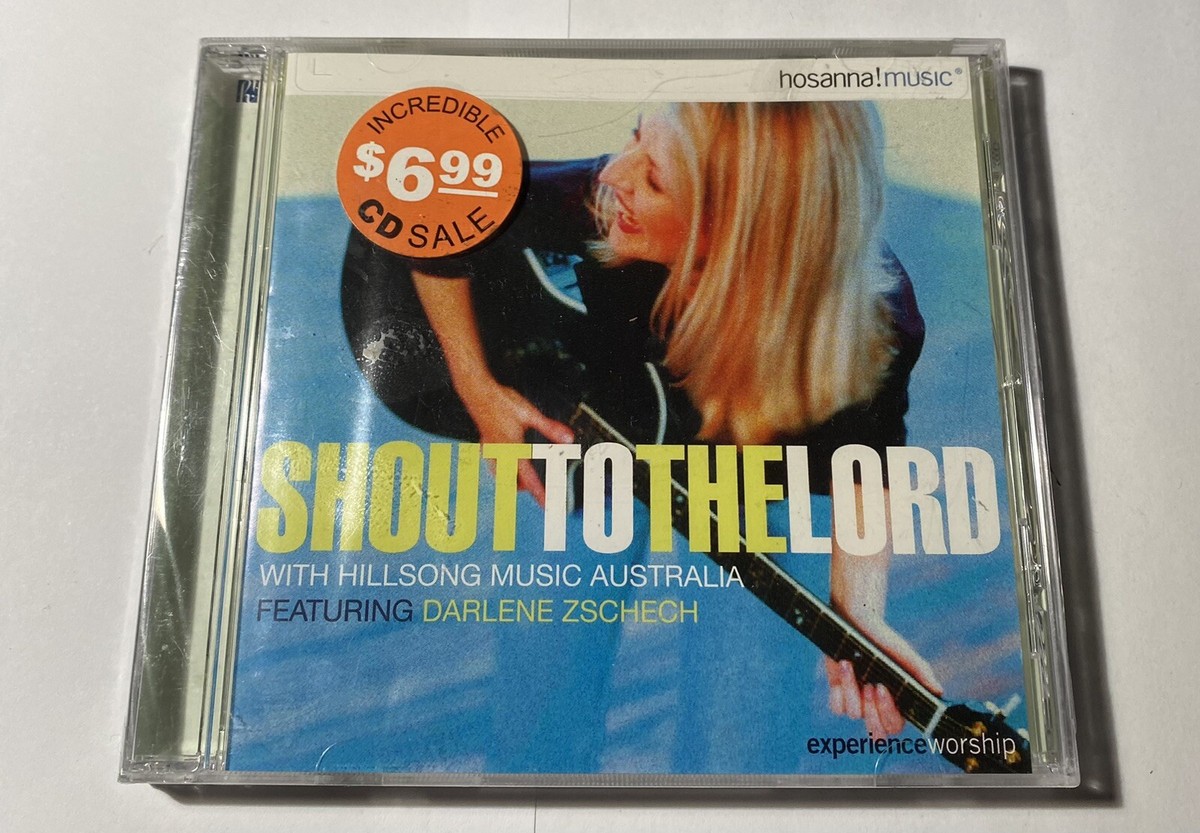 hosanna!music®
INCREDIBLE
$6.99
CD SALE
SHOUTTOTHELORD
WITH HILLSONG MUSIC AUSTRALIA
FEATURING DARLENE ZSCHECH
experienceworship